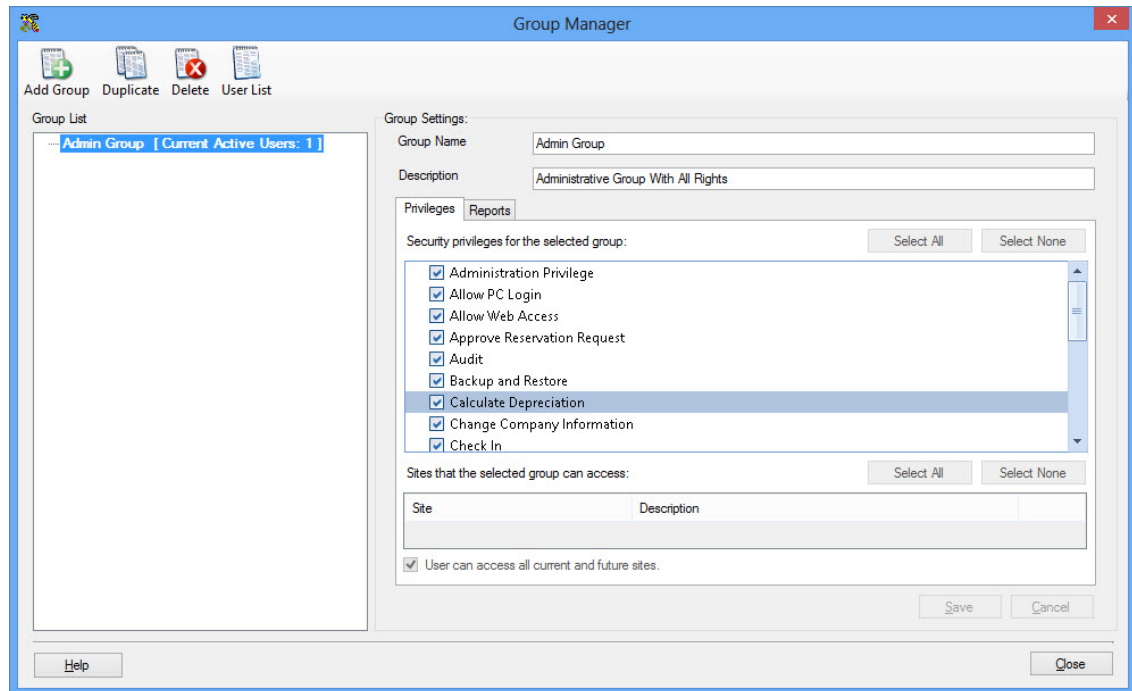 Group Manager
Add Group Duplicate Delete User List
Group List
Admin Group [ Current Active Users: 1 ]
Group Settings:
Group Name
Admin Group
Description
Administrative Group With All Rights
Privileges Reports
Security privileges for the selected group:
Select All Select None
Administration Privilege
Allow PC Login
Allow Web Access
Approve Reservation Request
Audit
Backup and Restore
Calculate Depreciation
Change Company Information
Check In
Sites that the selected group can access:
Select All Select None
Site Description
User can access all current and future sites.
Save Cancel
Help Close